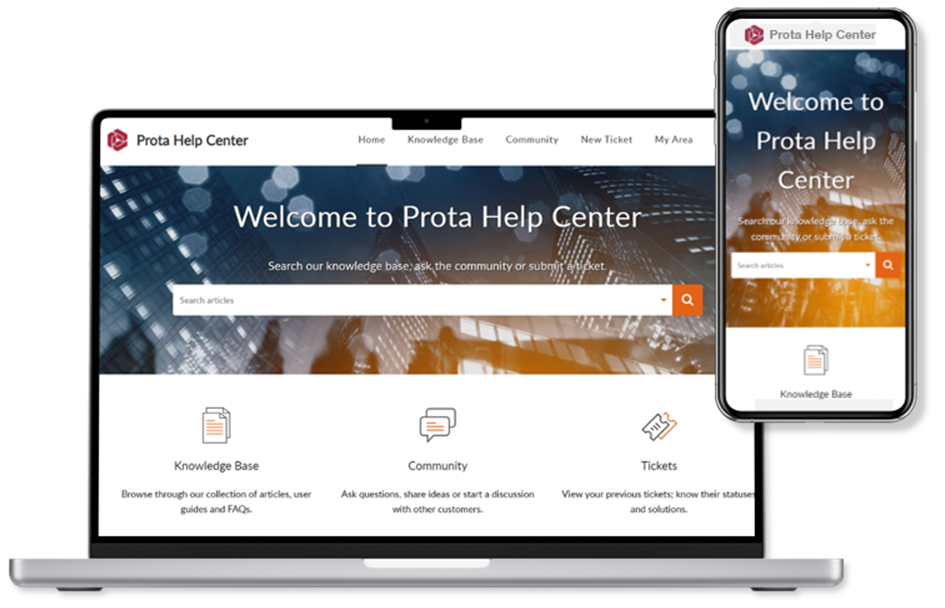 Prota Help Center
Home Knowledge Base Community New Ticket My Area
Welcome to Prota Help Center
Search our knowledge base, ask the community or submit a ticket.
Search articles
Knowledge Base
Browse through our collection of articles, user
guides and FAQs.
Community
Ask questions, share ideas or start a discussion
with other customers.
Tickets
View your previous tickets; know their statuses
and solutions.
Prota Help Center
Welcome to
Prota Help
Center
Search our knowledge base, ask the
community or submit a ticket.
Search articles
Knowledge Base